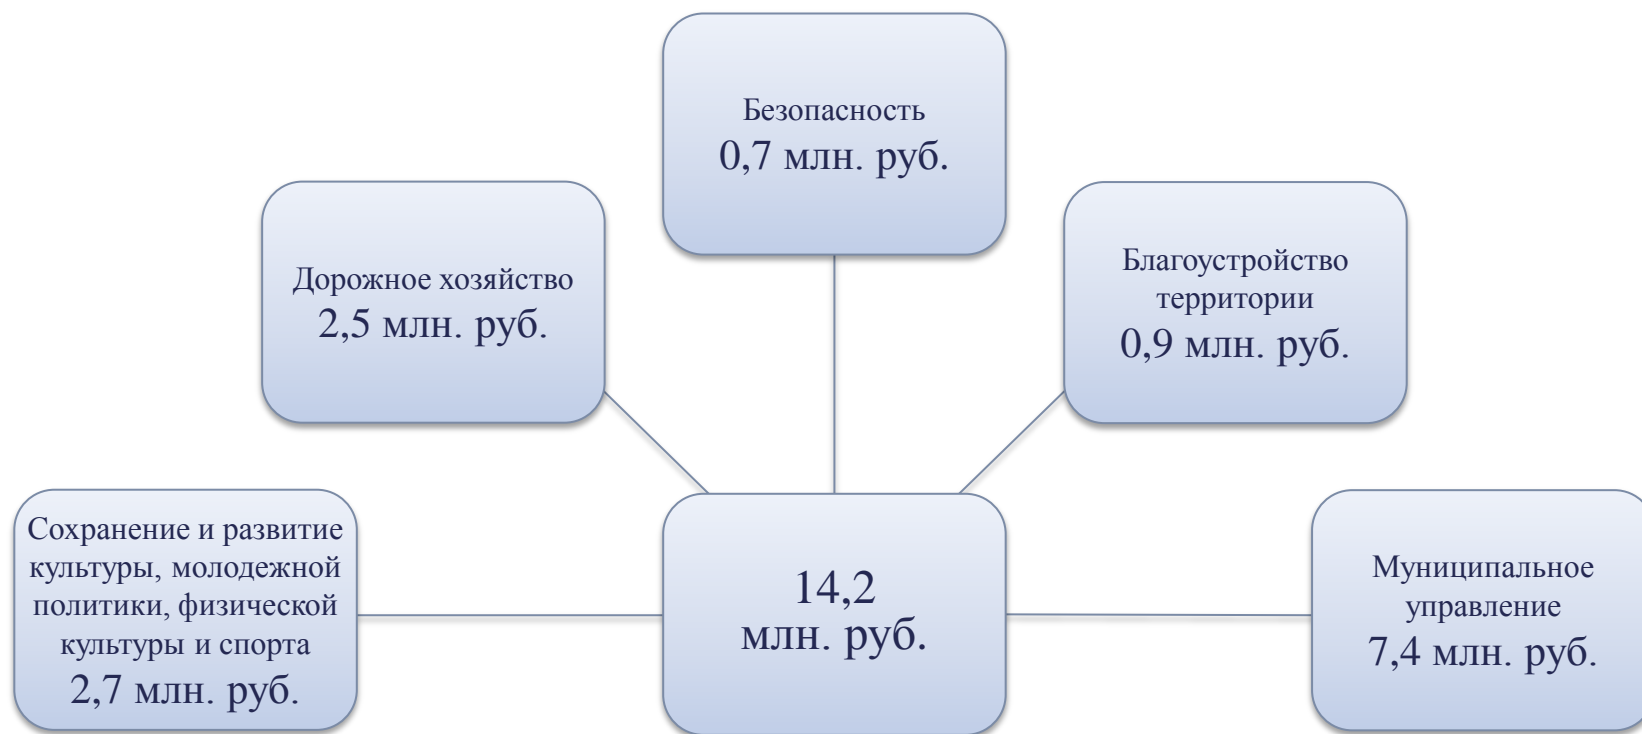 Безопасность
0,7 млн. руб.
Дорожное хозяйство
2,5 млн. руб.
Благоустройство
территории
0,9 млн. руб.
Сохранение и развитие
культуры, молодежной
политики, физической
культуры и спорта
2,7 млн. руб.
14,2
млн. руб.
Муниципальное
управление
7,4 млн. руб.